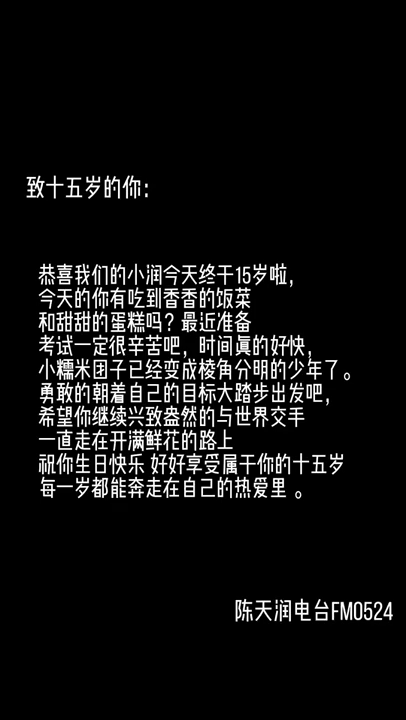 致十五岁的你：
恭喜我们的小润今天终于15岁啦，
今天的你有吃到香香的饭菜
和甜甜的蛋糕吗？最近准备
考试一定很辛苦吧，时间真的好快，
小糯米团子已经变成棱角分明的少年了。
勇敢的朝着自己的目标大踏步出发吧，
希望你继续兴致盎然的与世界交手
一直走在开满鲜花的路上
祝你生日快乐 好好享受属于你的十五岁
每一岁都能奔走在自己的热爱里 。
陈天润电台FM0524